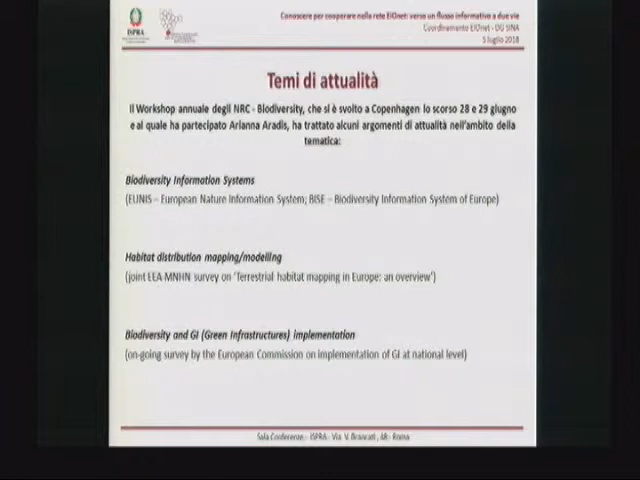 Conoscere per cooperare nella rete EIOnet: verso un flusso informativo a due vie
Coordinamento EIOnet - DG SINA
5 luglio 2018
ISPRA
Temi di attualità
Il Workshop annuale degli NRC - Biodiversity, che si è svolto a Copenhagen lo scorso 28 e 29 giugno
e al quale ha partecipato Arianna Aradis, ha trattato alcuni argomenti di attualità nell'ambito della
tematica:
Biodiversity Information Systems
(EUNIS – European Nature Information System; BISE – Biodiversity Information System of Europe)
Habitat distribution mapping/modelling
(joint EEA-MNHN survey on 'Terrestrial habitat mapping in Europe: an overview')
Biodiversity and GI (Green Infrastructures) implementation
(on-going survey by the European Commission on implementation of GI at national level)
Sala Conferenze - ISPRA - Via V. Brancati, 48 - Roma